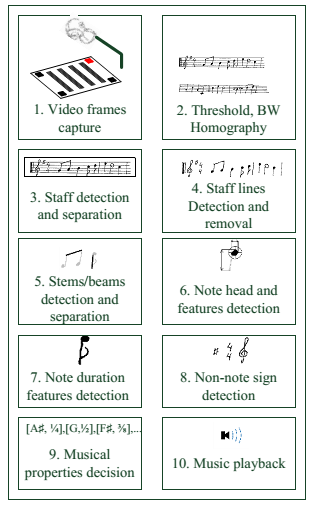 1. Video frames
capture
2. Threshold, BW
Homography
3. Staff detection
and separation
4. Staff lines
Detection and
removal
5. Stems/beams
detection and
separation
6. Note head and
features detection
7. Note duration
features detection
8. Non-note sign
detection
[A♯, ¼],[G,½],[F♯, ⅜],...
9. Musical
properties decision
10. Music playback